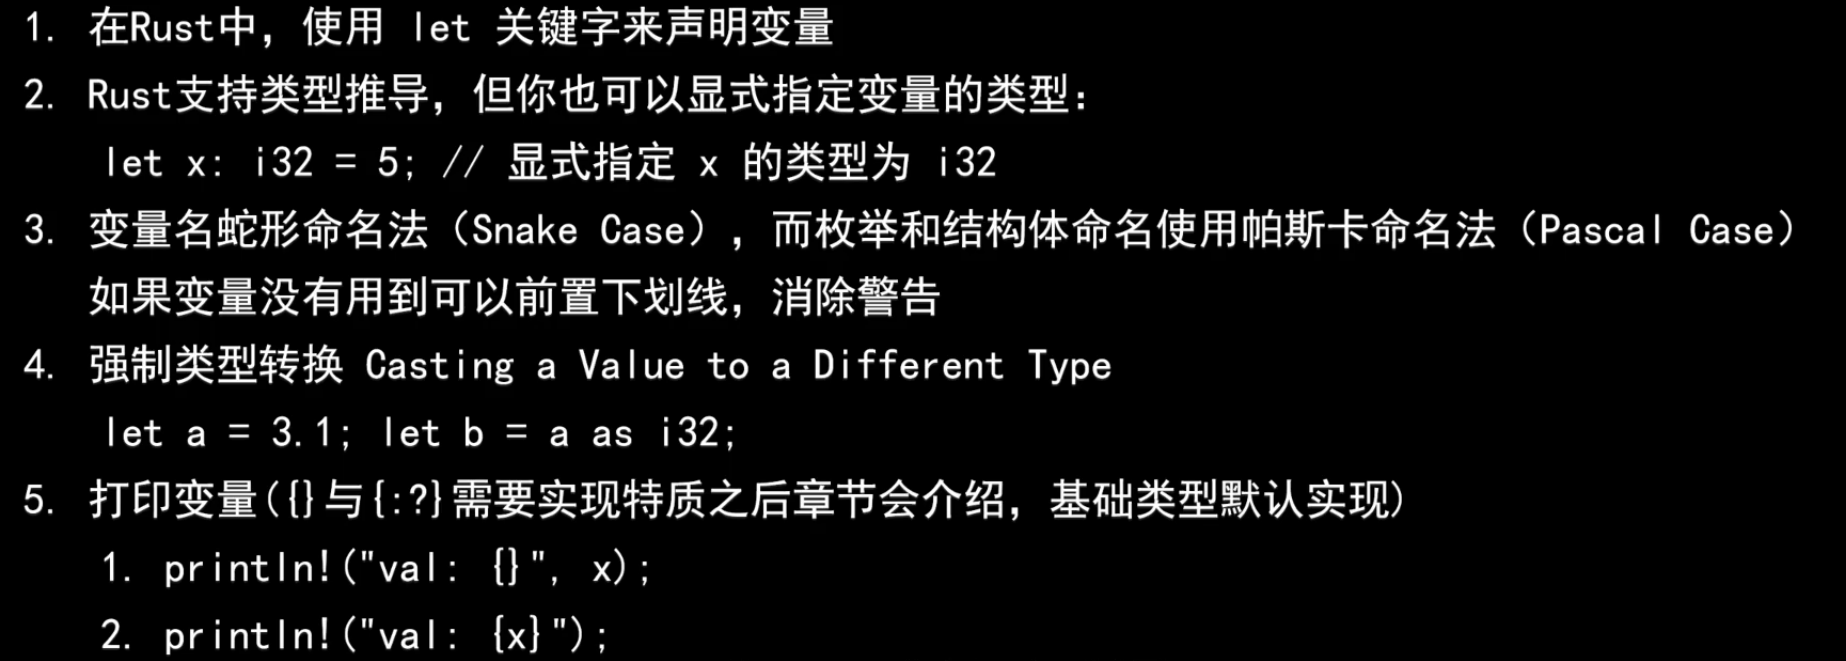 1. 在Rust中，使用 let 关键字来声明变量
2. Rust支持类型推导，但你也可以显式指定变量的类型：
let x: i32 = 5; // 显式指定 x 的类型为 i32
3. 变量名蛇形命名法（Snake Case），而枚举和结构体命名使用帕斯卡命名法（Pascal Case）
如果变量没有用到可以前置下划线，消除警告
4. 强制类型转换 Casting a Value to a Different Type
let a = 3.1; let b = a as i32;
5. 打印变量({}与{:?}需要实现特质之后章节会介绍，基础类型默认实现)
1. println!("val: {}", x);
2. println!("val: {x}");